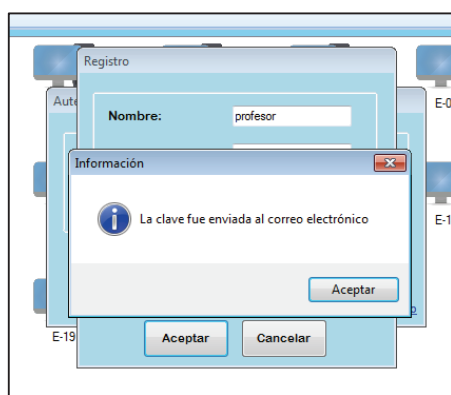 Registro
Aute
E-0
Nombre: profesor
Información
La clave fue enviada al correo electrónico
E-1
Aceptar
E-19
Aceptar Cancelar